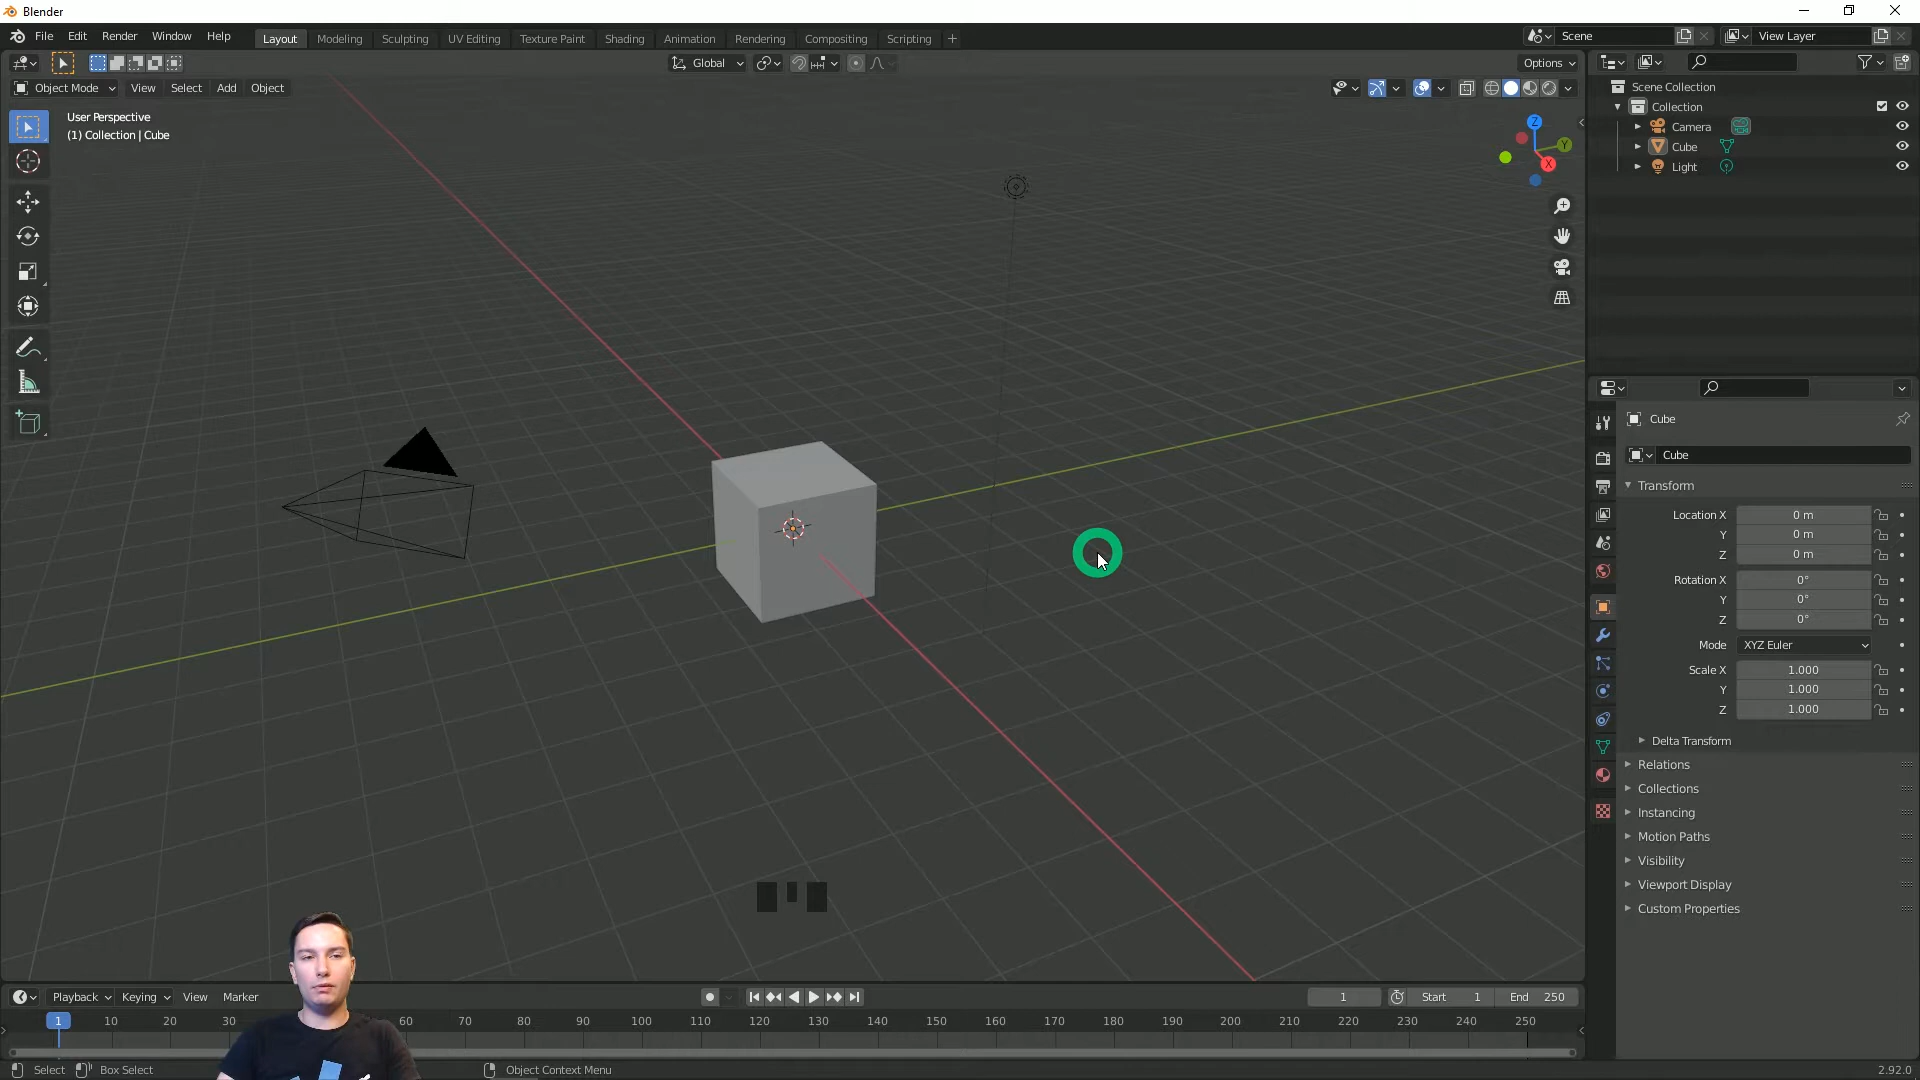 Blender
File Edit Render Window Help
Layout Modeling Sculpting UV Editing Texture Paint Shading Animation Rendering Compositing Scripting +
Scene
View Layer
Global
Options
Object Mode View Select Add Object
User Perspective
(1) Collection | Cube
Z
Y
X
Scene Collection
Collection
Camera
Cube
Light
Cube
Cube
Transform
Location X 0 m
Y 0 m
Z 0 m
Rotation X 0°
Y 0°
Z 0°
Mode XYZ Euler
Scale X 1.000
Y 1.000
Z 1.000
Delta Transform
Relations
Collections
Instancing
Motion Paths
Visibility
Viewport Display
Custom Properties
Playback Keying View Marker
1 Start 1 End 250
1 10 20 30 60 70 80 90 100 110 120 130 140 150 160 170 180 190 200 210 220 230 240 250
Select Box Select Object Context Menu 2.92.0